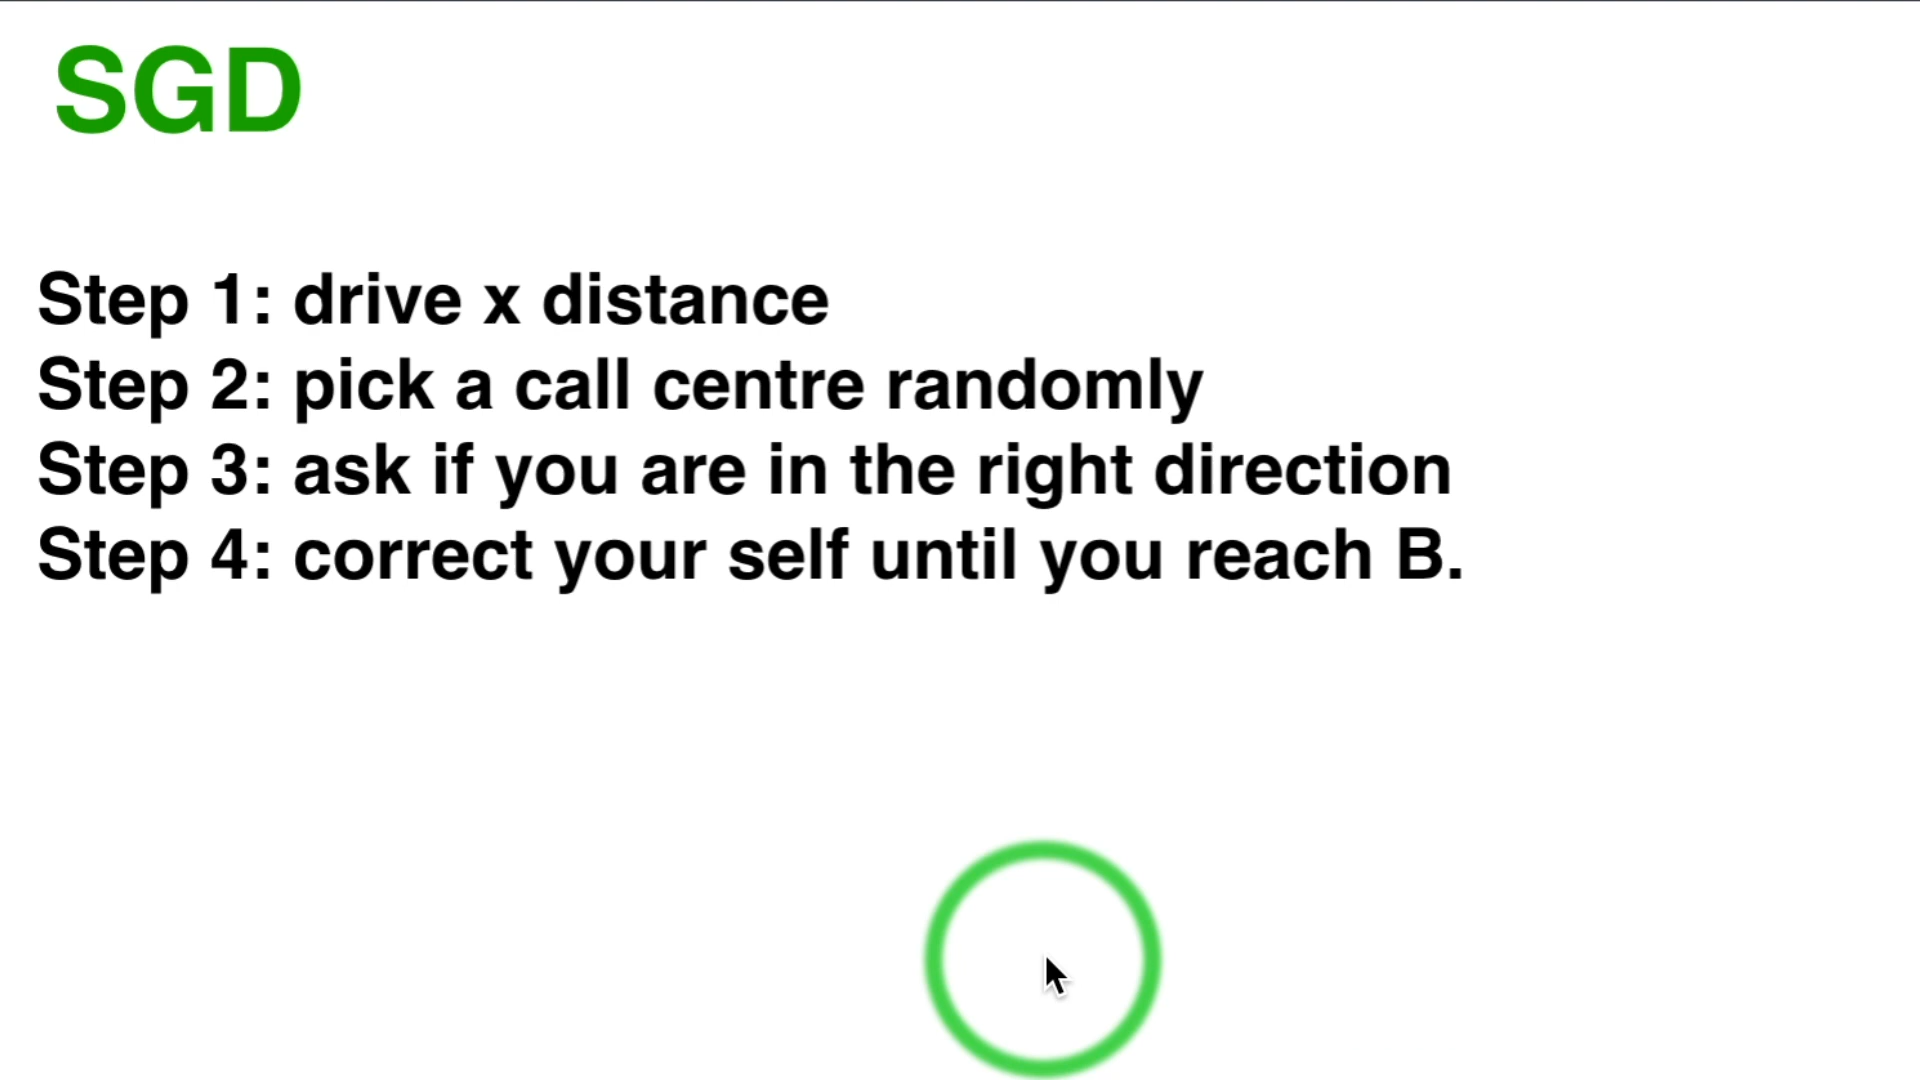 SGD
Step 1: drive x distance
Step 2: pick a call centre randomly
Step 3: ask if you are in the right direction
Step 4: correct your self until you reach B.